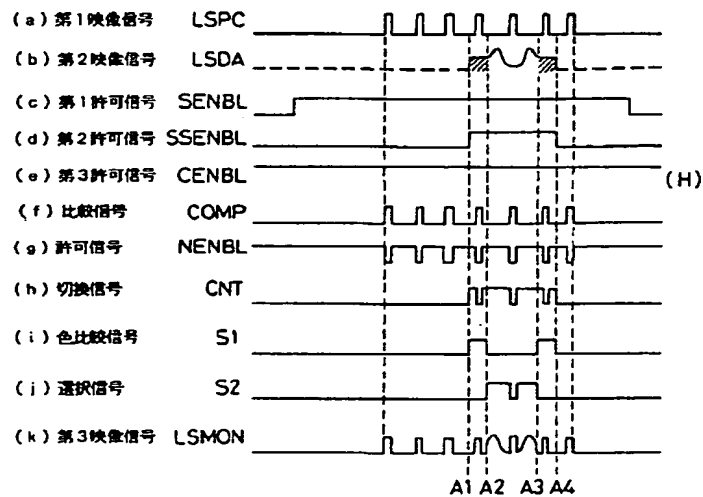 (a) 第1映像信号 LSPC
(b) 第2映像信号 LSDA
(c) 第1許可信号 SENBL
(d) 第2許可信号 SSENBL
(e) 第3許可信号 CENBL
(H)
(f) 比較信号 COMP
(g) 許可信号 NENBL
(h) 切換信号 CNT
(i) 色比較信号 S1
(j) 選択信号 S2
(k) 第3映像信号 LSMON
A1 A2 A3 A4